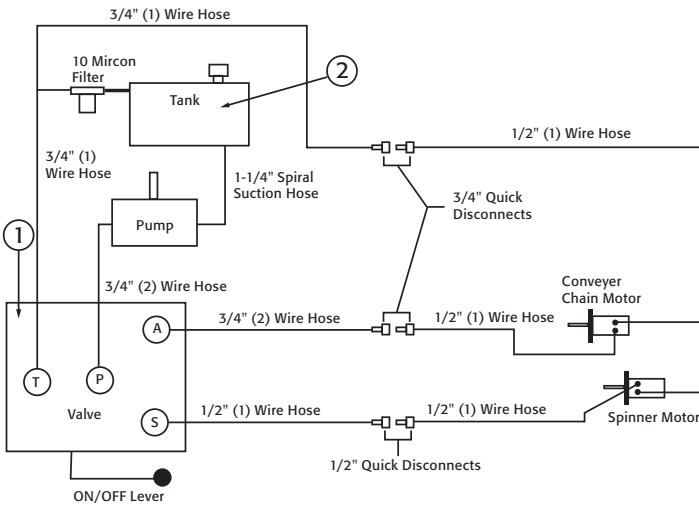 3/4" (1) Wire Hose
10 Mircon
Filter
2
Tank
1/2" (1) Wire Hose
3/4" (1)
Wire Hose
1-1/4" Spiral
Suction Hose
3/4" Quick
Disconnects
Pump
1
3/4" (2) Wire Hose
Conveyer
Chain Motor
A
3/4" (2) Wire Hose
1/2" (1) Wire Hose
T
P
Valve
S
1/2" (1) Wire Hose
1/2" (1) Wire Hose
Spinner Motor
1/2" Quick Disconnects
ON/OFF Lever